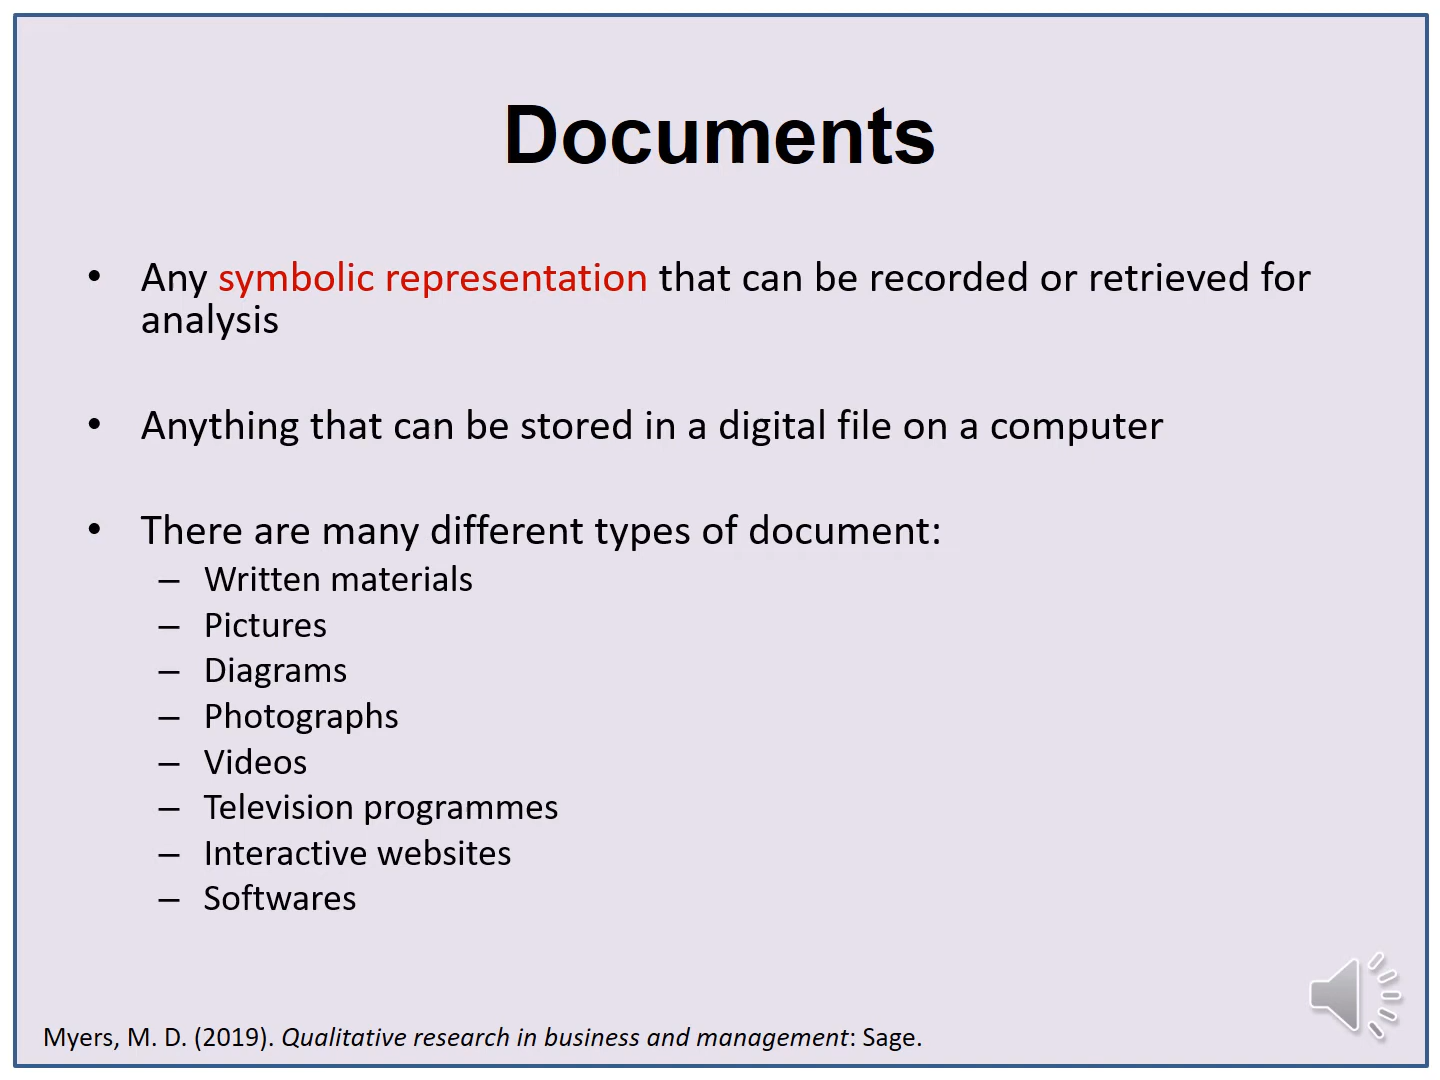 Documents
• Any symbolic representation that can be recorded or retrieved for
analysis
• Anything that can be stored in a digital file on a computer
• There are many different types of document:
– Written materials
– Pictures
– Diagrams
– Photographs
– Videos
– Television programmes
– Interactive websites
– Softwares
Myers, M. D. (2019). Qualitative research in business and management: Sage.